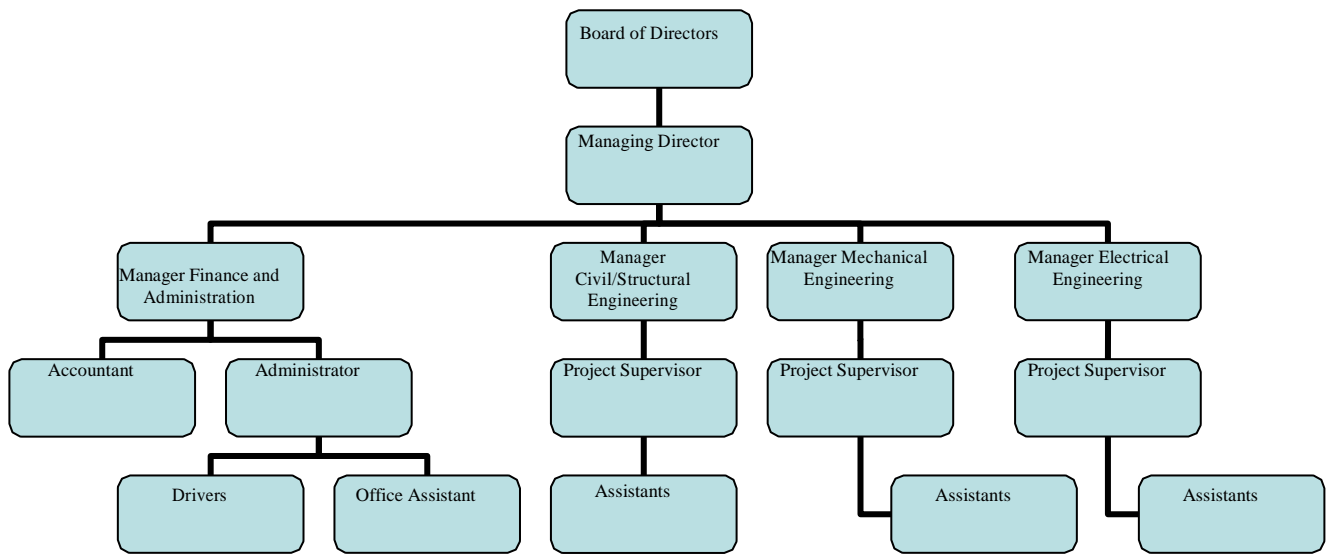 Board of Directors
Managing Director
Manager Finance and
Administration
Manager
Civil/Structural
Engineering
Manager Mechanical
Engineering
Manager Electrical
Engineering
Accountant
Administrator
Project Supervisor
Project Supervisor
Project Supervisor
Drivers
Office Assistant
Assistants
Assistants
Assistants